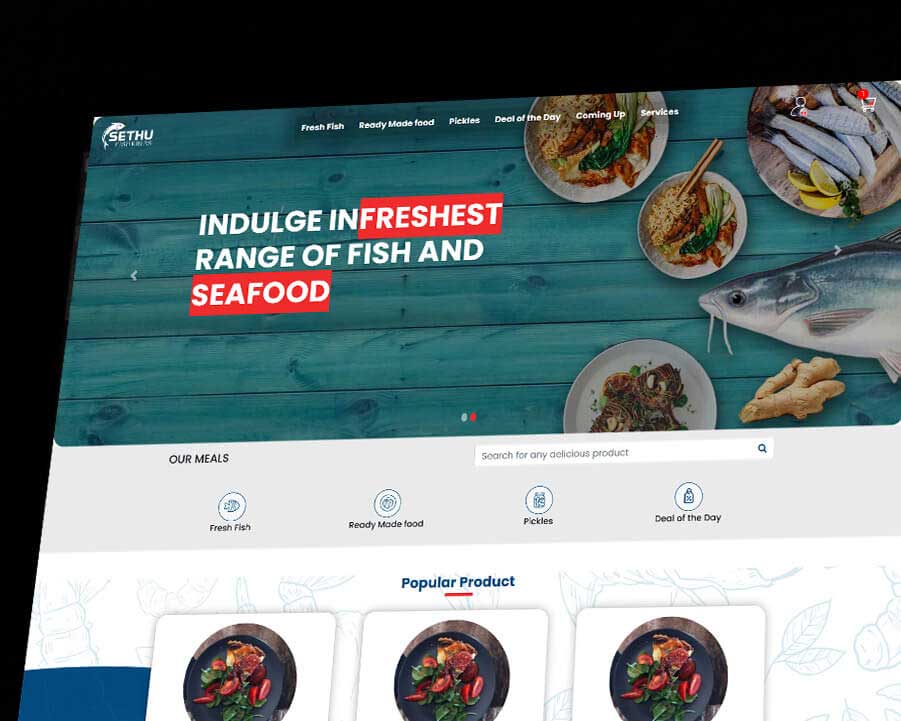 SETHU
Fresh Fish
Ready Made food
Pickles
Deal of the Day
Coming Up
Services
1
INDULGE IN FRESHEST
RANGE OF FISH AND
SEAFOOD
OUR MEALS
Search for any delicious product
Fresh Fish
Ready Made food
Pickles
Deal of the Day
Popular Product